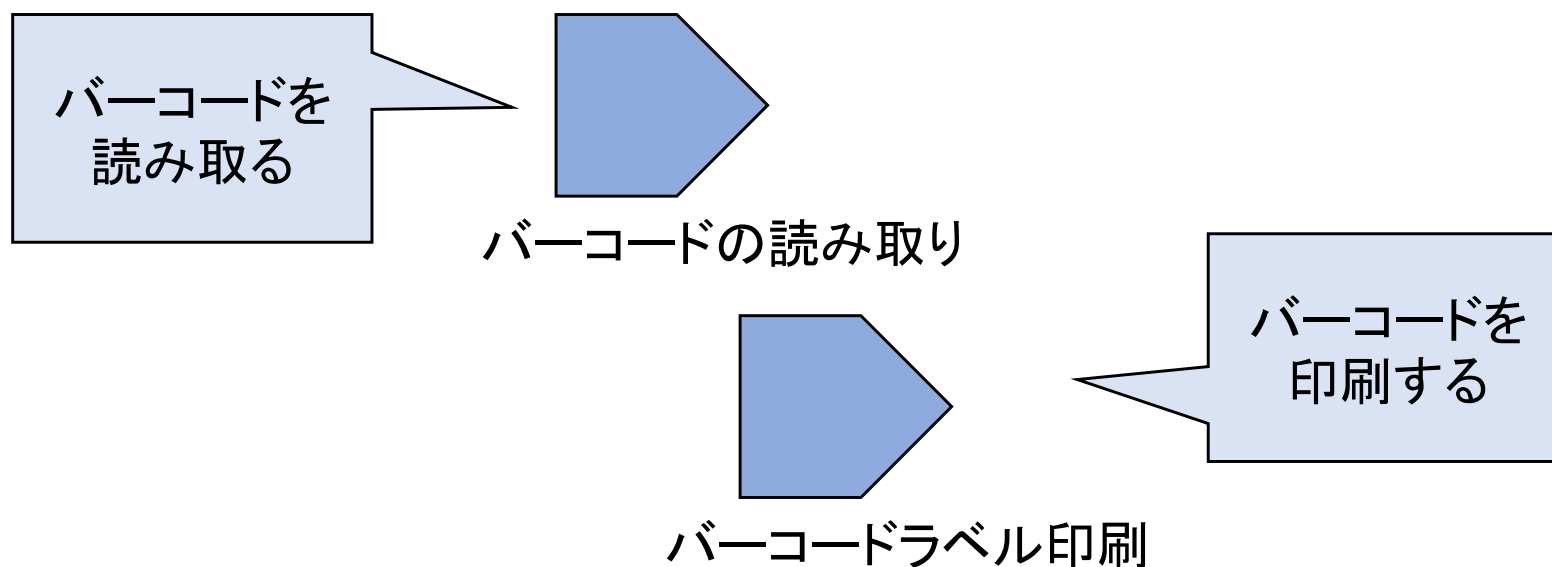 バーコードを
読み取る
バーコードの読み取り
バーコードを
印刷する
バーコードラベル印刷